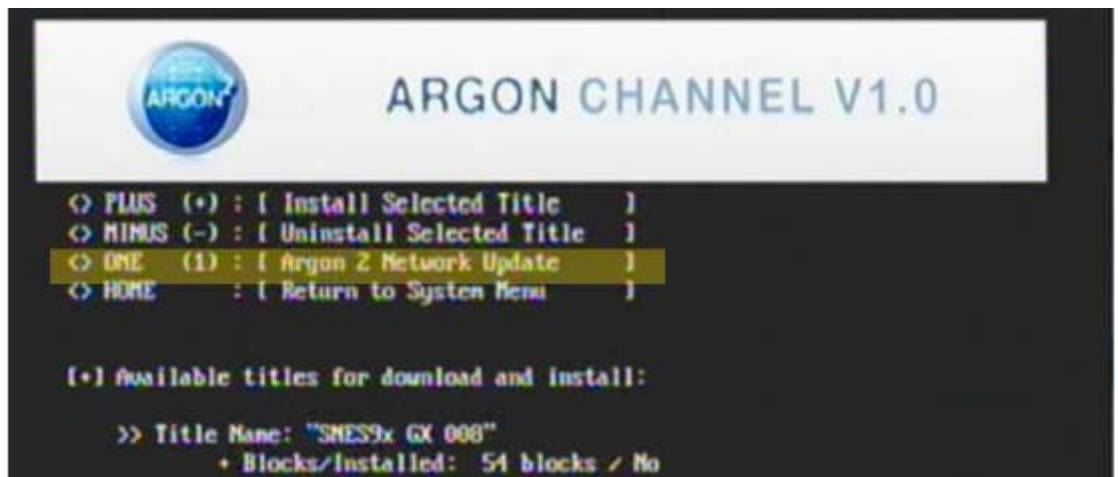 ARGON
ARGON CHANNEL V1.0
<> PLUS (+) : [ Install Selected Title ]
<> MINUS (-) : [ Uninstall Selected Title ]
<> ONE (1) : [ Argon 2 Network Update ]
<> HOME : [ Return to System Menu ]
[+] Available titles for download and install:
>> Title Name: "SNES9x GX 008"
+ Blocks/Installed: 54 blocks / No